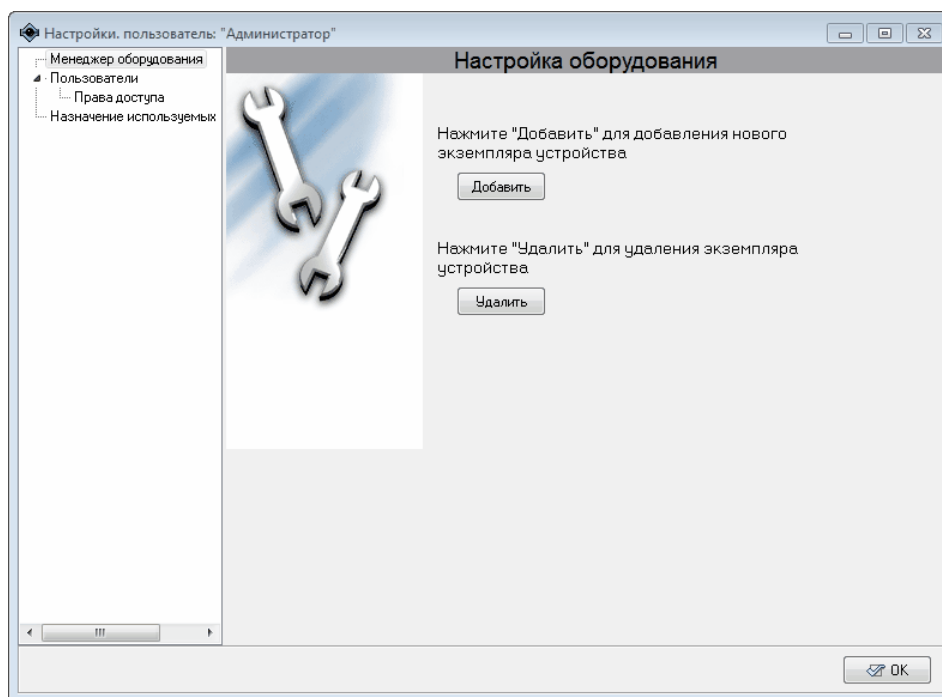 Настройки. пользователь: "Администратор"
Менеджер оборудования
Пользователи
Права доступа
Назначение используемых
Настройка оборудования
Нажмите "Добавить" для добавления нового
экземпляра устройства
Добавить
Нажмите "Удалить" для удаления экземпляра
устройства
Удалить
OK